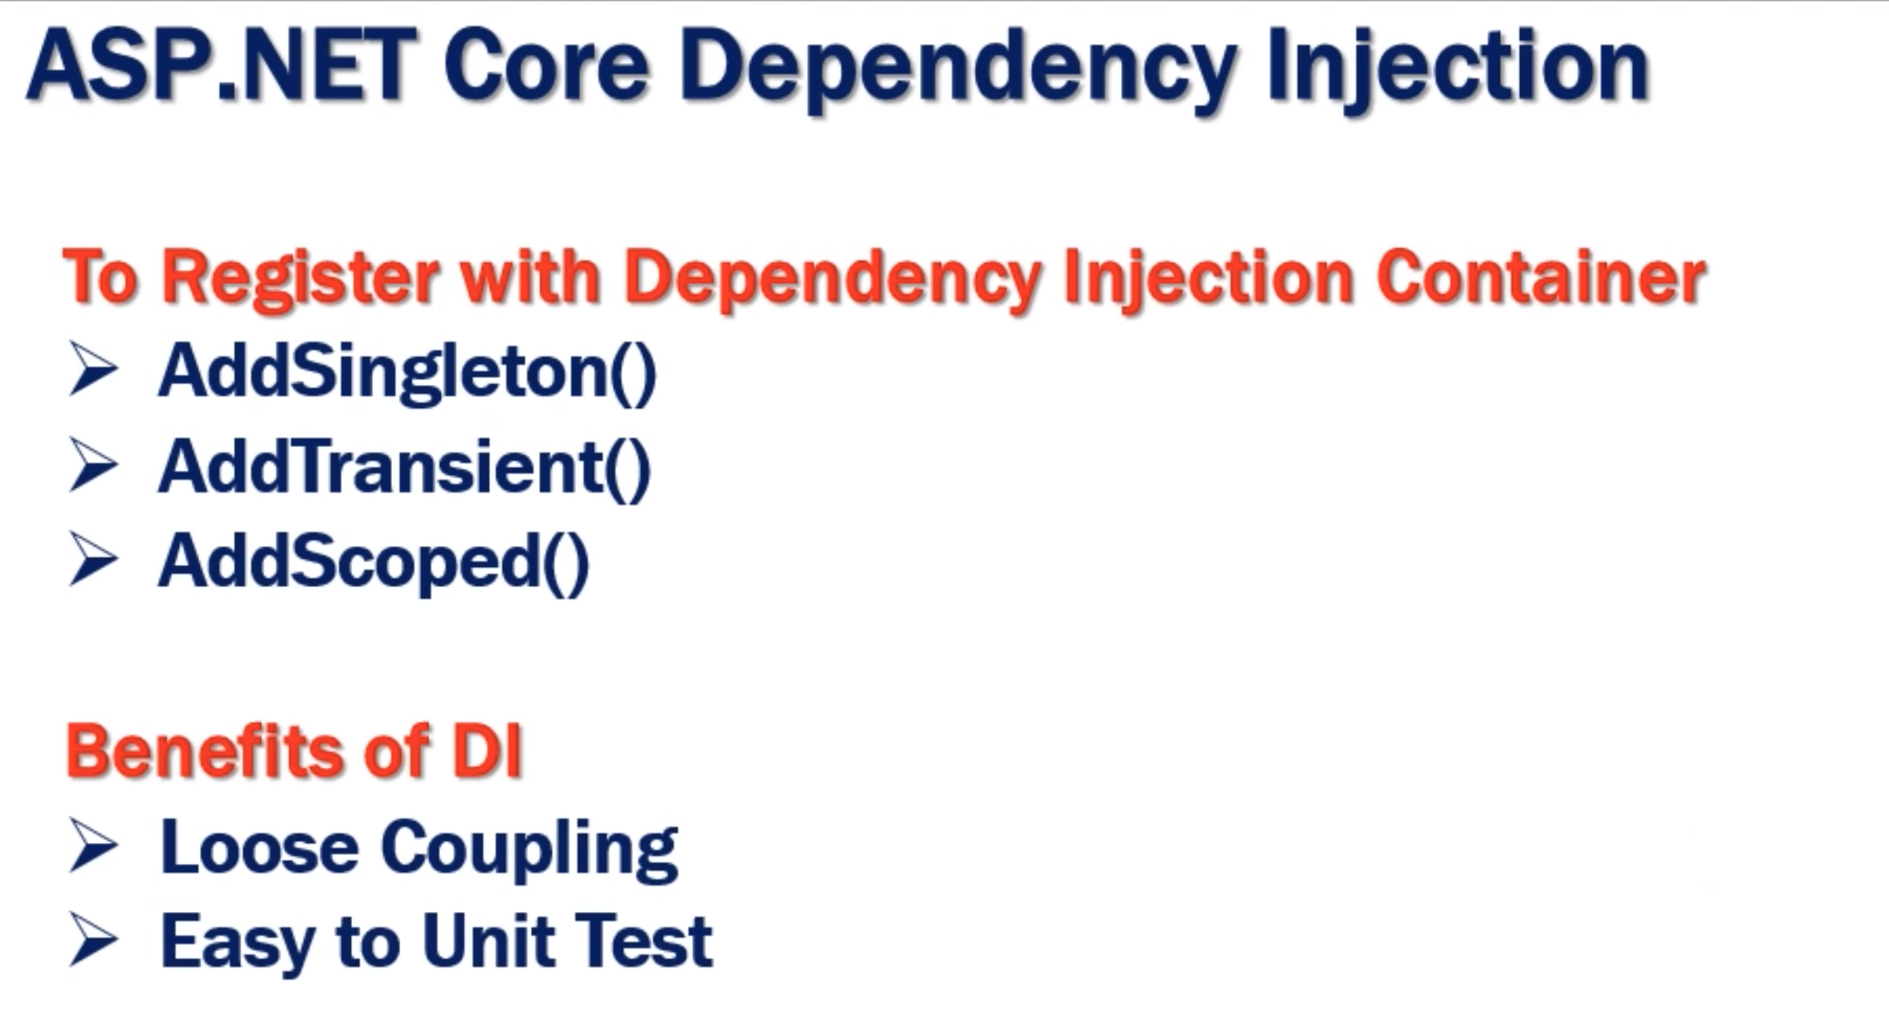 ASP.NET Core Dependency Injection
To Register with Dependency Injection Container
➢ AddSingleton()
➢ AddTransient()
➢ AddScoped()
Benefits of DI
➢ Loose Coupling
➢ Easy to Unit Test